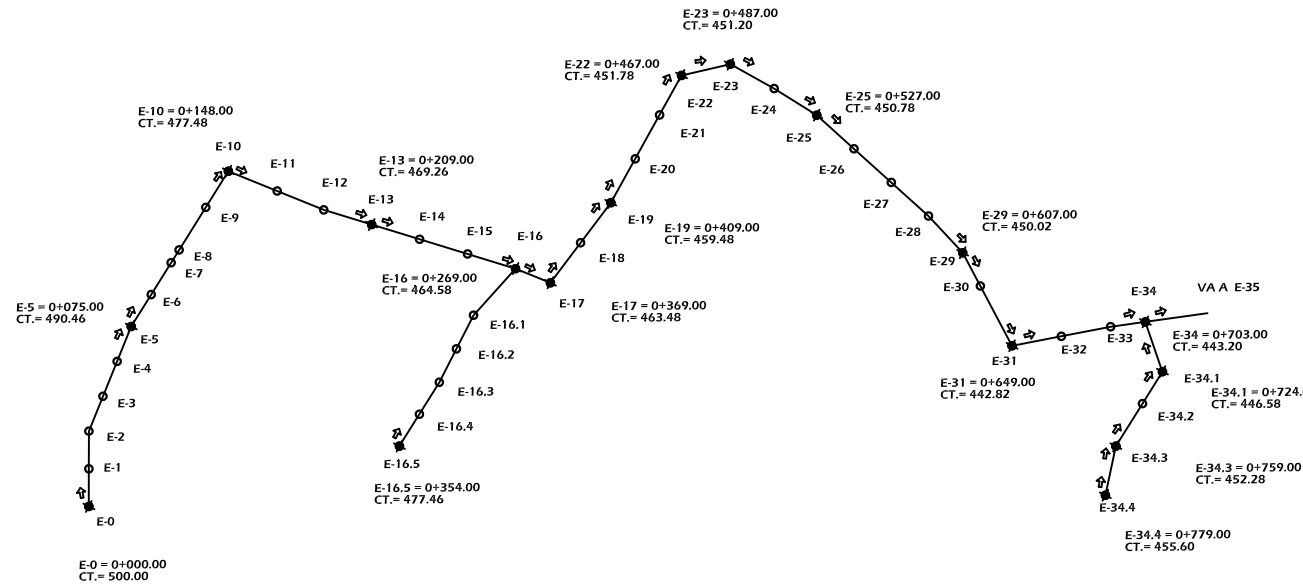 E-23 = 0+487.00
CT.= 451.20
E-22 = 0+467.00
CT.= 451.78
E-23
E-22
E-24
E-25 = 0+527.00
CT.= 450.78
E-10 = 0+148.00
CT.= 477.48
E-21
E-25
E-10
E-11
E-13 = 0+209.00
CT.= 469.26
E-20
E-26
E-12
E-13
E-9
E-14
E-19
E-27
E-19 = 0+409.00
CT.= 459.48
E-29 = 0+607.00
CT.= 450.02
E-28
E-16
E-15
E-18
E-8
E-7
E-29
E-16 = 0+269.00
CT.= 464.58
E-30
E-17
E-34
VA A E-35
E-6
E-5 = 0+075.00
CT.= 490.46
E-17 = 0+369.00
CT.= 463.48
E-5
E-16.1
E-33
E-32
E-34 = 0+703.00
CT.= 443.20
E-31
E-16.2
E-4
E-31 = 0+649.00
CT.= 442.82
E-34.1
E-34.1 = 0+724.
CT.= 446.58
E-16.3
E-3
E-34.2
E-16.4
E-2
E-34.3
E-16.5
E-1
E-34.3 = 0+759.00
CT.= 452.28
E-16.5 = 0+354.00
CT.= 477.46
E-34.4
E-0
E-34.4 = 0+779.00
CT.= 455.60
E-0 = 0+000.00
CT.= 500.00